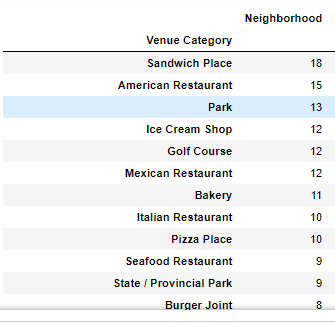 Neighborhood
Venue Category
Sandwich Place 18
American Restaurant 15
Park 13
Ice Cream Shop 12
Golf Course 12
Mexican Restaurant 12
Bakery 11
Italian Restaurant 10
Pizza Place 10
Seafood Restaurant 9
State / Provincial Park 9
Burger Joint 8